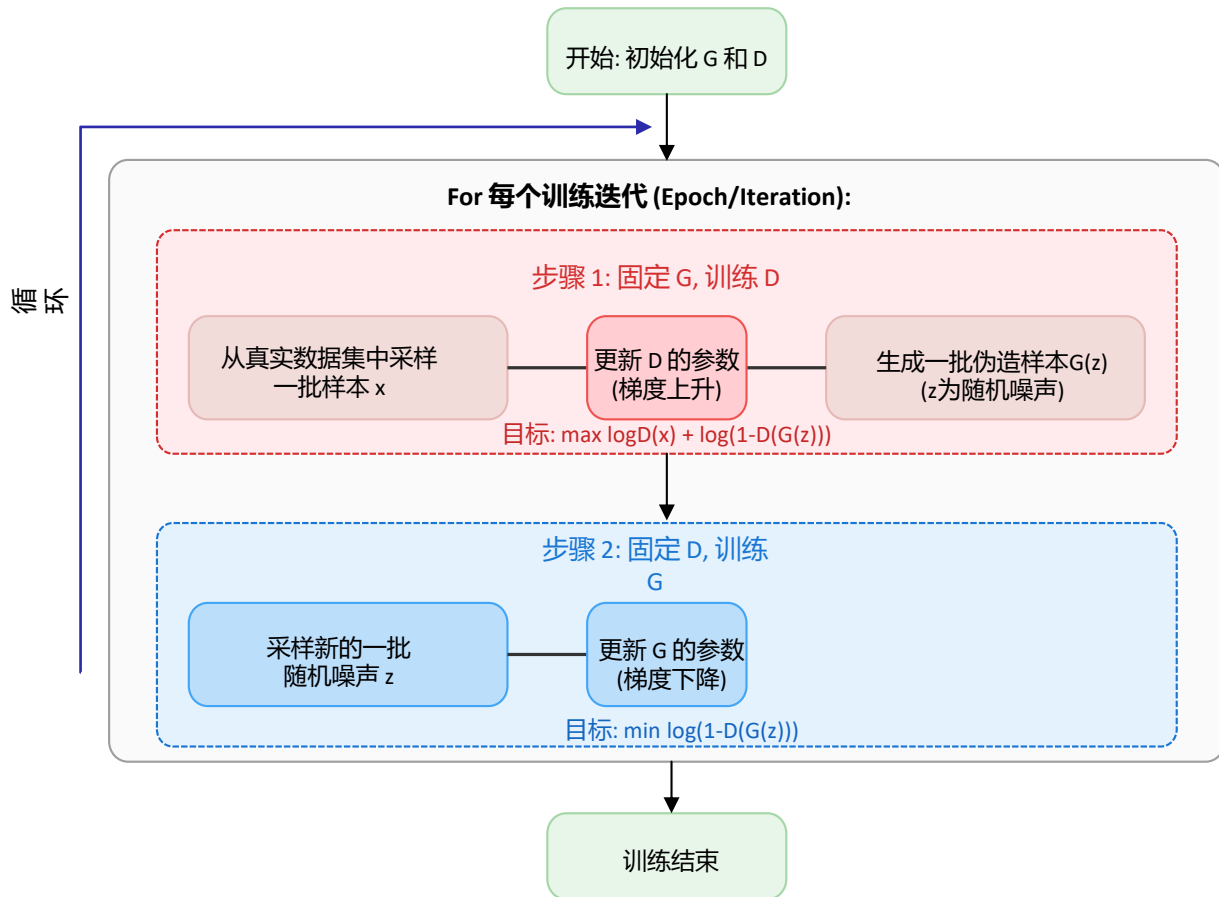 开始: 初始化 G 和 D
For 每个训练迭代 (Epoch/Iteration):
循
环
步骤 1: 固定 G, 训练 D
从真实数据集中采样
一批样本 x
更新 D 的参数
(梯度上升)
生成一批伪造样本G(z)
(z为随机噪声)
目标: max logD(x) + log(1-D(G(z)))
步骤 2: 固定 D, 训练
G
采样新的一批
随机噪声 z
更新 G 的参数
(梯度下降)
目标: min log(1-D(G(z)))
训练结束